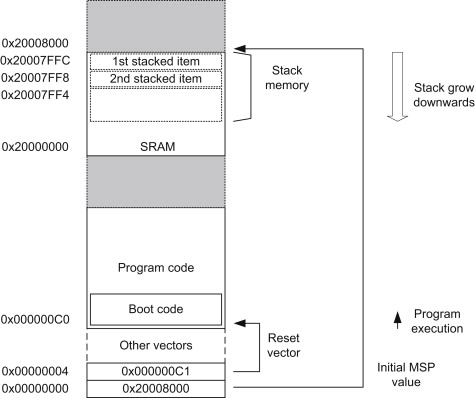 0x20008000
0x20007FFC 1st stacked item
0x20007FF8 2nd stacked item
0x20007FF4
Stack
memory
Stack grow
downwards
0x20000000 SRAM
Program code
Boot code
0x000000C0
Program
execution
Other vectors
Reset
vector
0x00000004 0x000000C1
0x00000000 0x20008000
Initial MSP
value